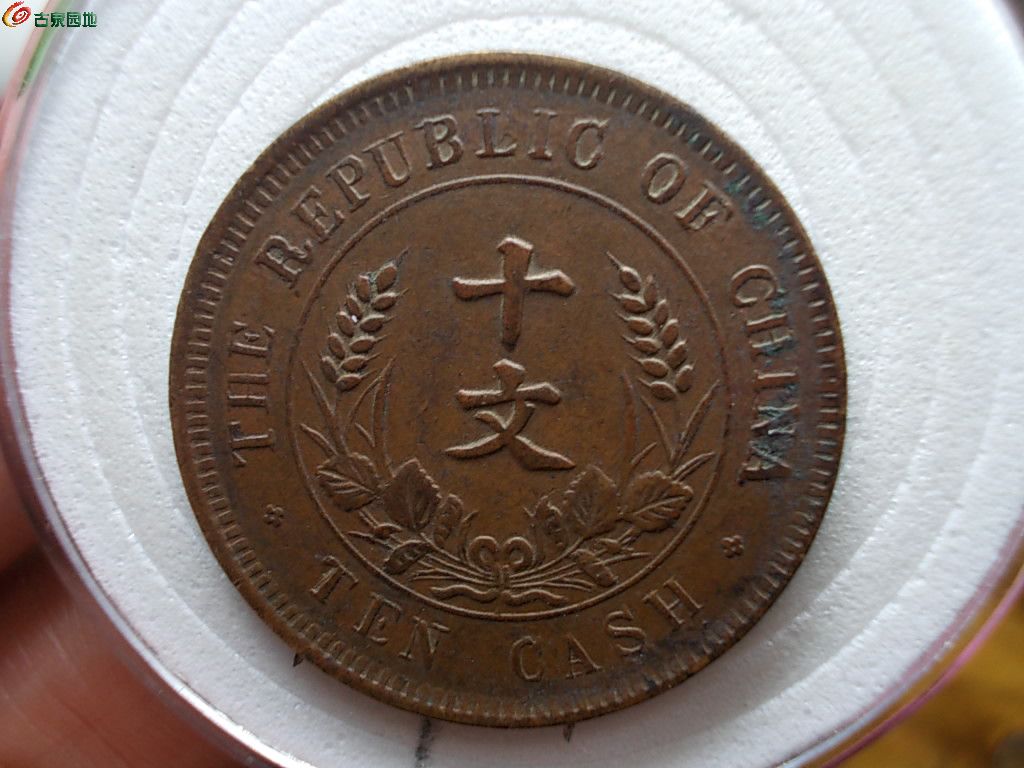 古泉园地
THE REPUBLIC OF CHINA
十
文
TEN CASH